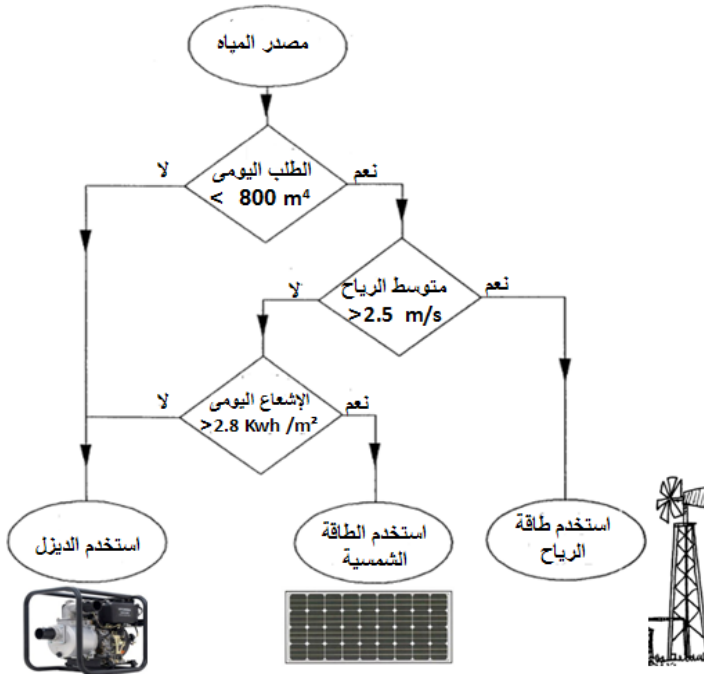 مصدر المياه
لا
نعم
الطلب اليومى
< 800 m⁴
لا
نعم
متوسط الرياح
>2.5 m/s
لا
نعم
الإشعاع اليومى
>2.8 Kwh /m²
استخدم الديزل
استخدم الطاقة
الشمسية
استخدم طاقة
الرياح